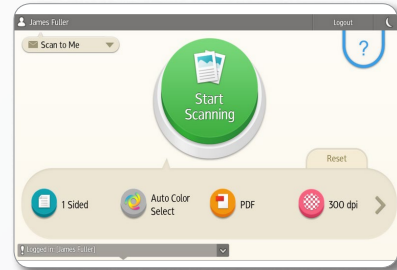 James Fuller
Logout
Scan to Me
?
Start
Scanning
Reset
1 Sided
Auto Color
Select
PDF
300 dpi
Logged in :[James Fuller]